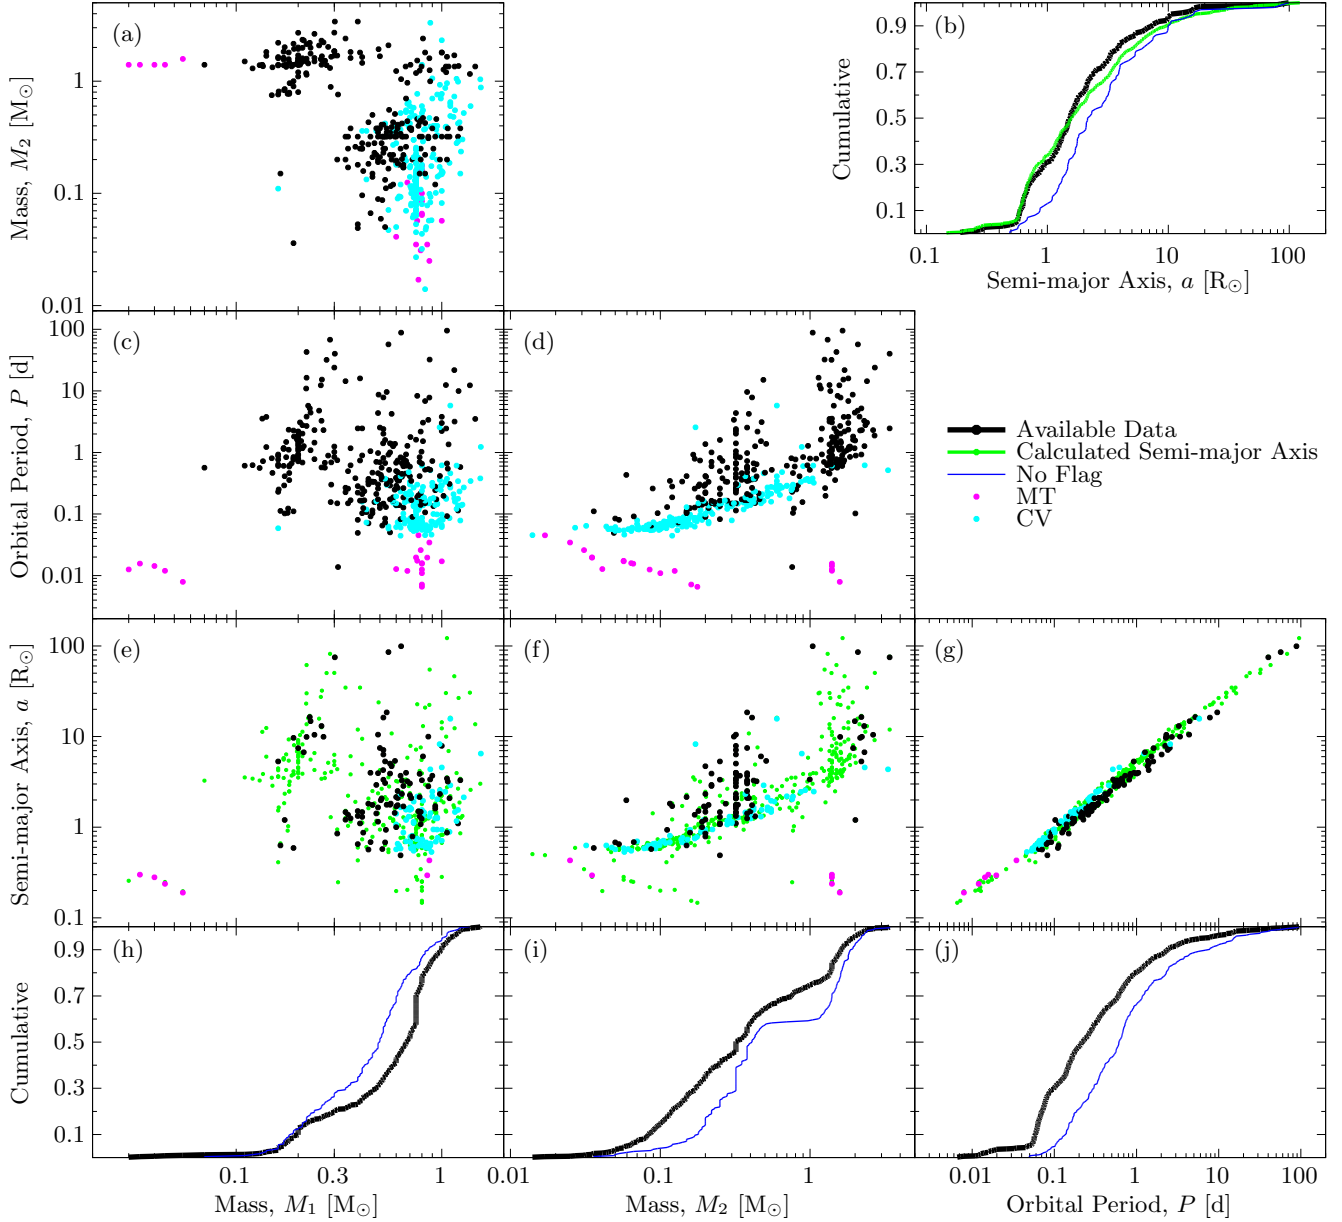 (a)
Mass, M₂ [M⊙]
1
0.1
0.01
(b)
Cumulative
0.9
0.7
0.5
0.3
0.1
0.1 1 10 100
Semi-major Axis, a [R⊙]
(c)
Orbital Period, P [d]
100
10
1
0.1
0.01
(d)
Available Data
Calculated Semi-major Axis
No Flag
MT
CV
(e)
Semi-major Axis, a [R⊙]
100
10
1
0.1
(f)
(g)
(h)
Cumulative
0.9
0.7
0.5
0.3
0.1
0.1 0.3 1
Mass, M₁ [M⊙]
(i)
0.01 0.1 1
Mass, M₂ [M⊙]
(j)
0.01 0.1 1 10 100
Orbital Period, P [d]